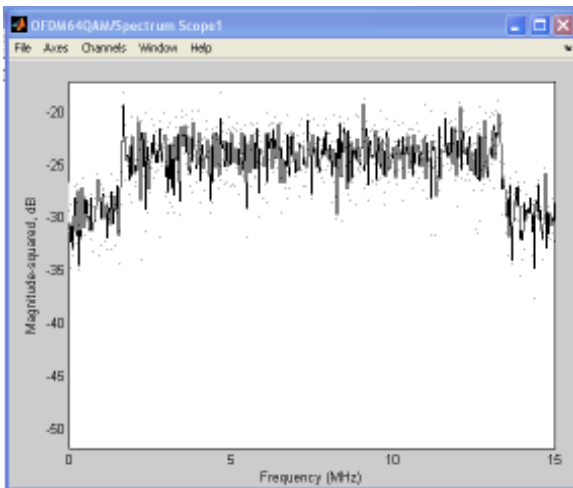 OFDM64QAM/Spectrum Scope1
File Axes Channels Window Help
Magnitude-squared, dB
-20
-25
-30
-35
-40
-45
-50
0 5 10 15
Frequency (MHz)